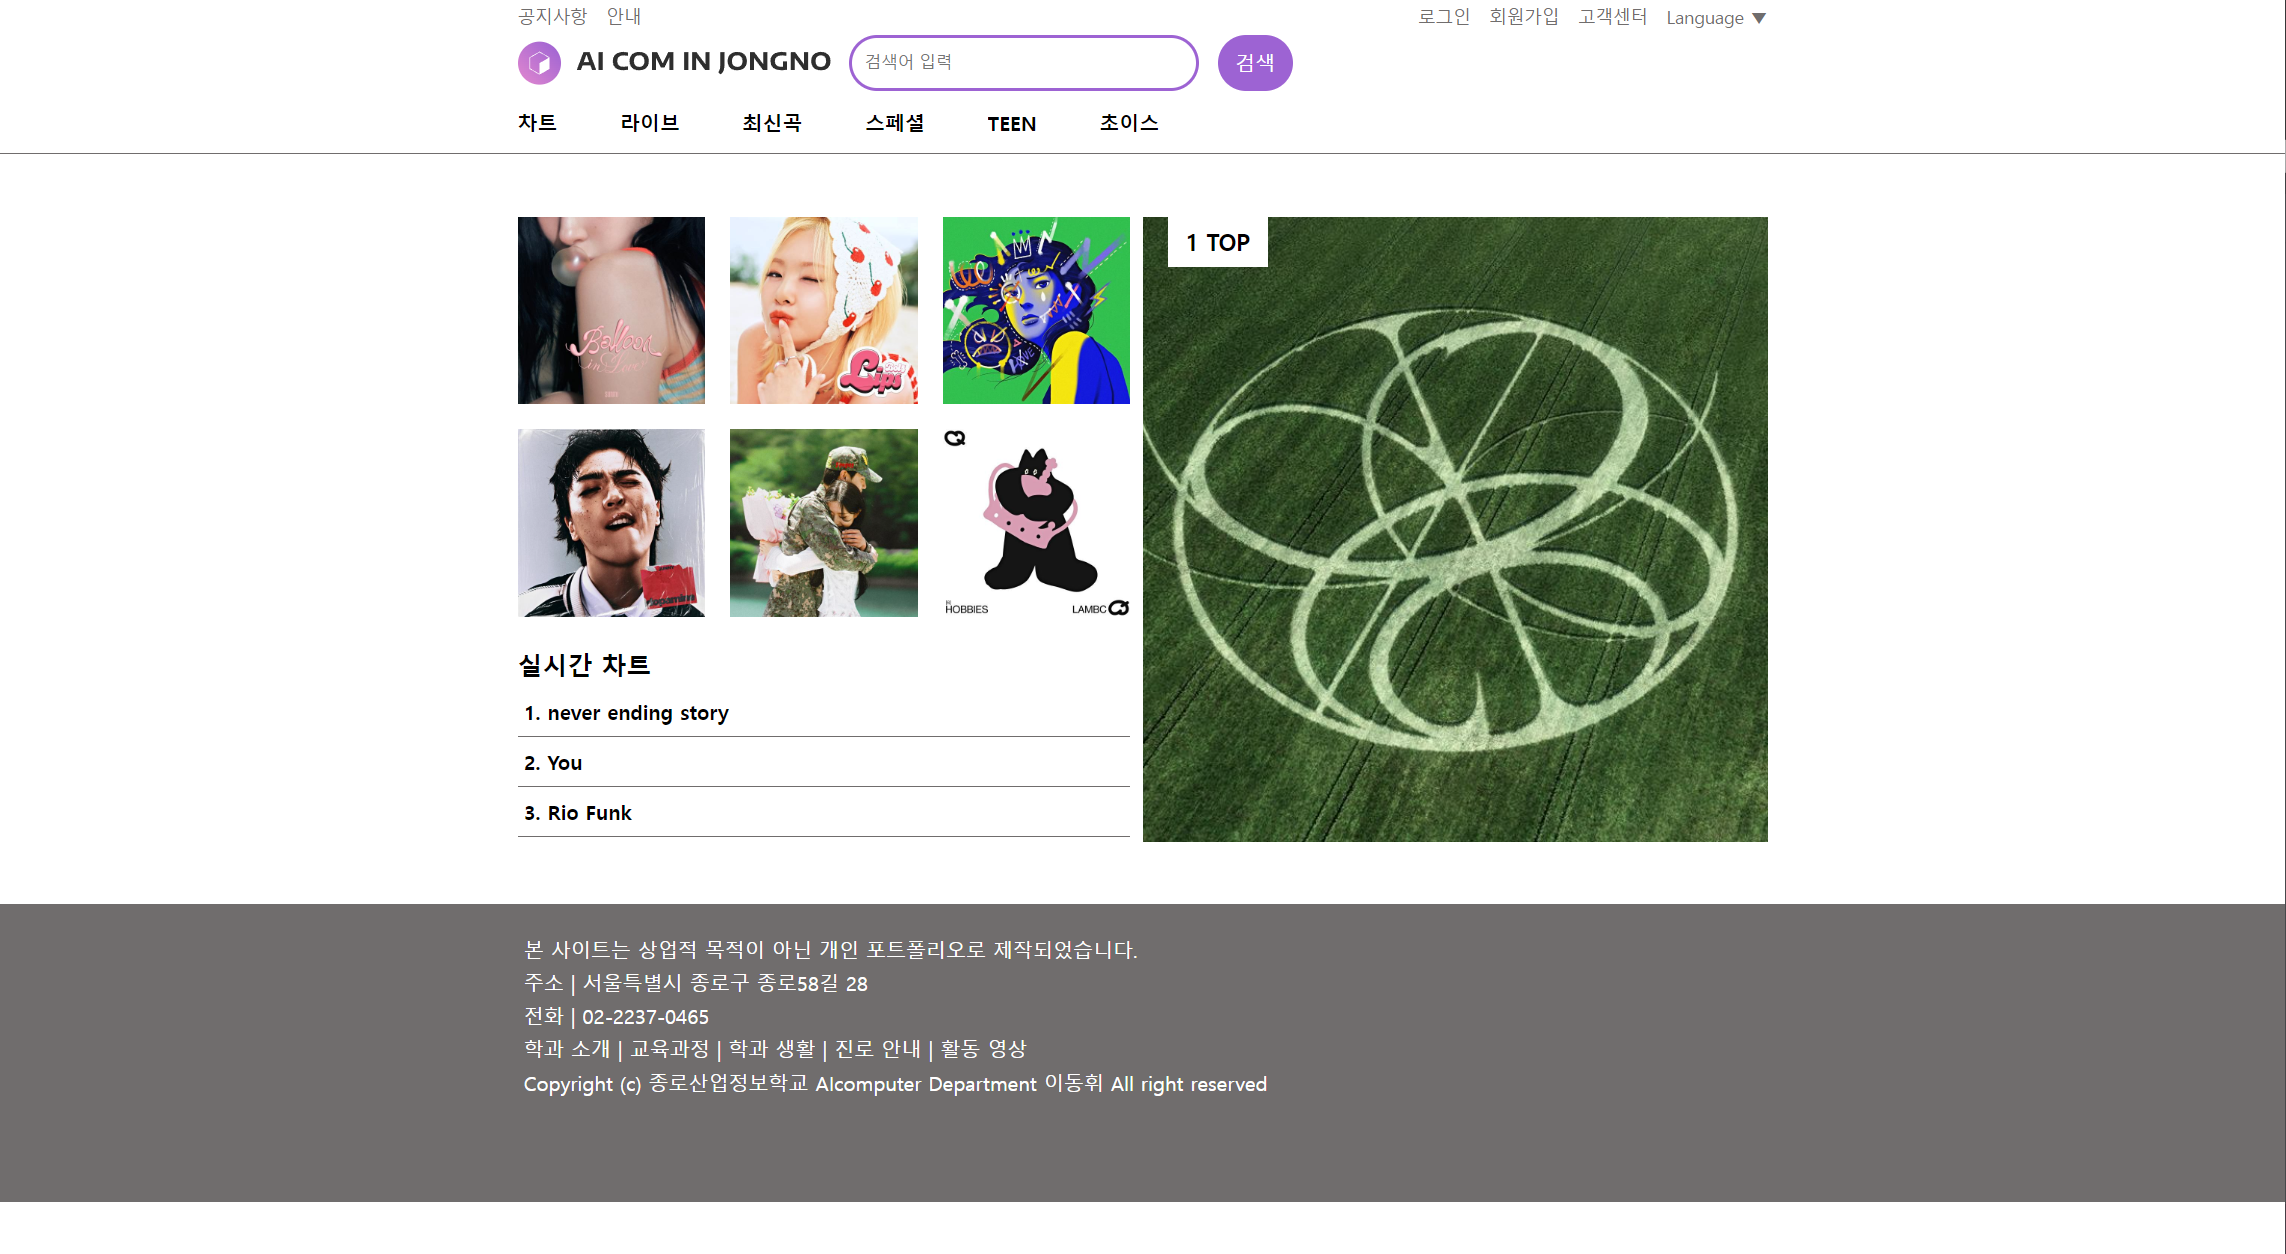 공지사항 안내 로그인 회원가입 고객센터 Language ▼
AI COM IN JONGNO 검색어 입력 검색
차트 라이브 최신곡 스페셜 TEEN 초이스
1 TOP
Balloon
in Love
Lips
HOBBIES LAMBC
실시간 차트
1. never ending story
2. You
3. Rio Funk
본 사이트는 상업적 목적이 아닌 개인 포트폴리오로 제작되었습니다.
주소 | 서울특별시 종로구 종로58길 28
전화 | 02-2237-0465
학과 소개 | 교육과정 | 학과 생활 | 진로 안내 | 활동 영상
Copyright (c) 종로산업정보학교 AIcomputer Department 이동휘 All right reserved